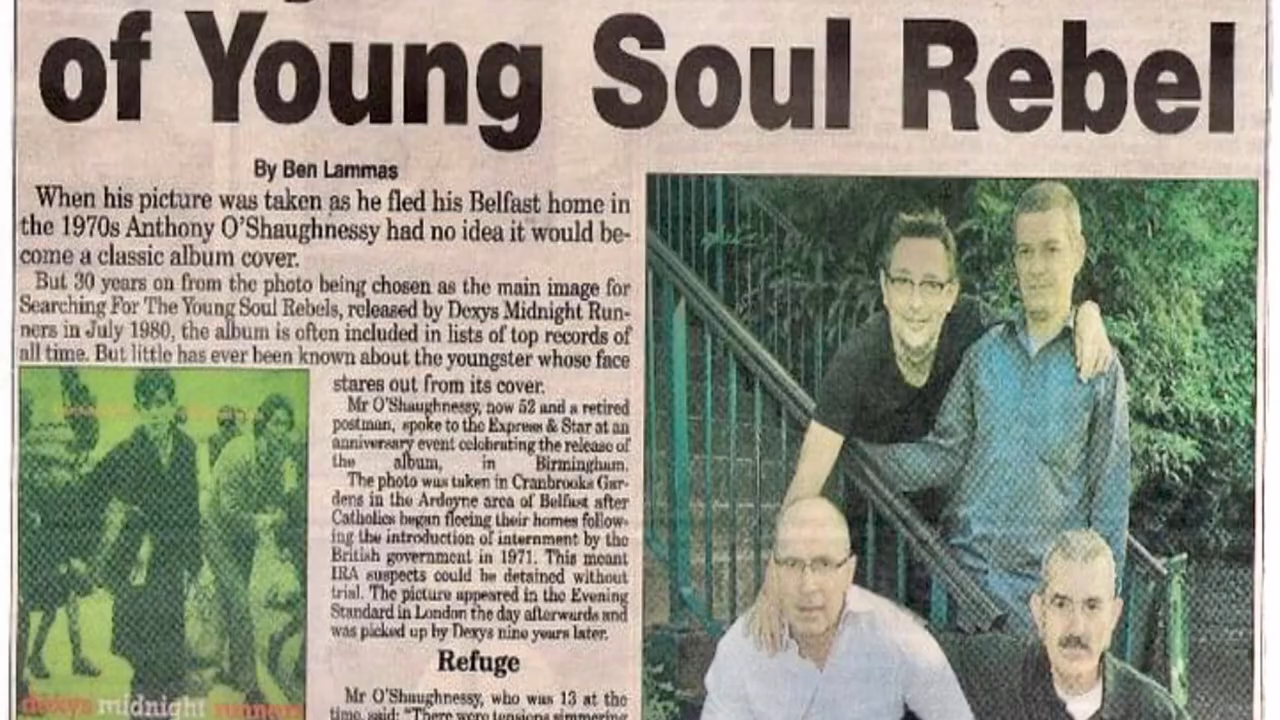 of Young Soul Rebel
By Ben Lammas
When his picture was taken as he fled his Belfast home in
the 1970s Anthony O'Shaughnessy had no idea it would be-
come a classic album cover.
But 30 years on from the photo being chosen as the main image for
Searching For The Young Soul Rebels, released by Dexys Midnight Run-
ners in July 1980, the album is often included in lists of top records of
all time. But little has ever been known about the youngster whose face
stares out from its cover.
Mr O'Shaughnessy, now 52 and a retired
postman, spoke to the Express & Star at an
anniversary event celebrating the release of
the album, in Birmingham.
The photo was taken in Cranbrooks Gar-
dens in the Ardoyne area of Belfast after
Catholics began fleeing their homes follow-
ing the introduction of internment by the
British government in 1971. This meant
IRA suspects could be detained without
trial. The picture appeared in the Evening
Standard in London the day afterwards and
was picked up by Dexys nine years later.
Refuge
Mr O'Shaughnessy, who was 13 at the
time, said: "There were tensions simmering
dexys midnight runners